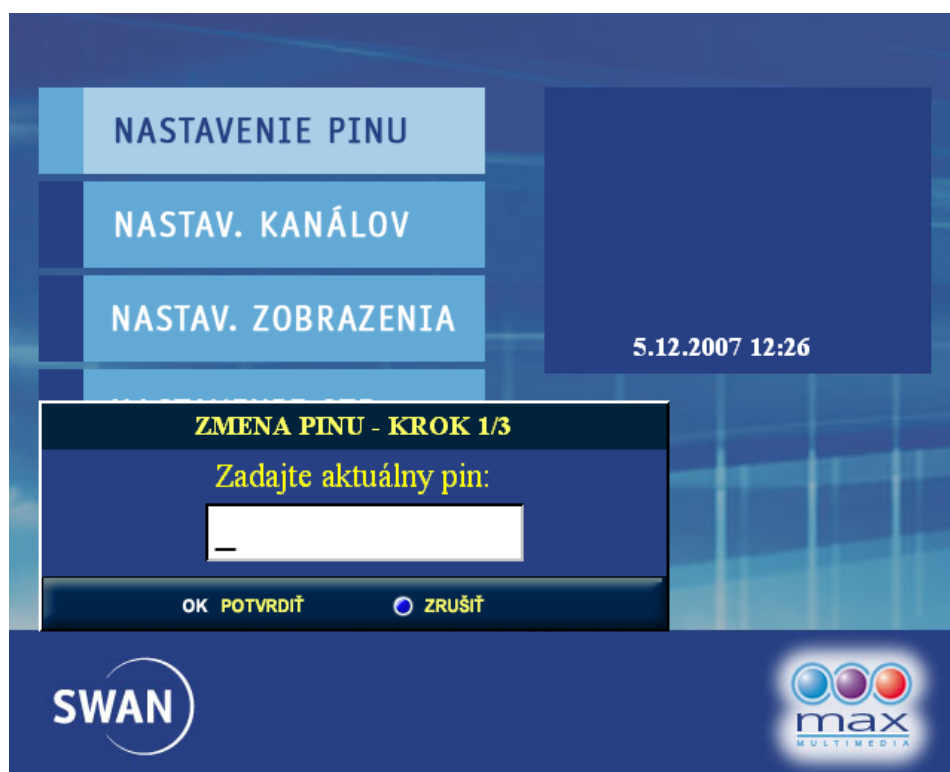 NASTAVENIE PINU
NASTAV. KANÁLOV
NASTAV. ZOBRAZENIA
5.12.2007 12:26
ZMENA PINU - KROK 1/3
Zadajte aktuálny pin:
_
OK POTVRDIŤ ZRUŠIŤ
SWAN
max
MULTIMEDIA